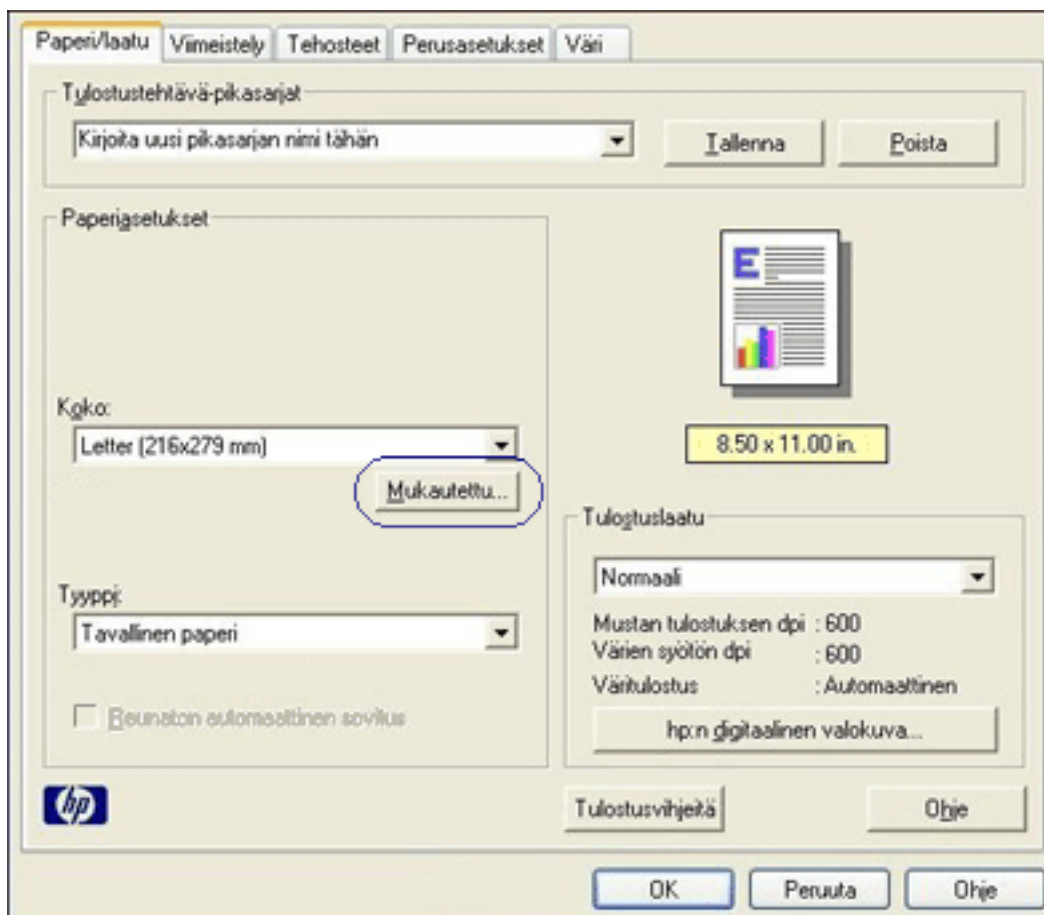 Paperi/laatu Viimeistely Tehosteet Perusasetukset Väri
Tulostustehtävä-pikasarjat
Kirjoita uusi pikasarjan nimi tähän
Tallenna
Poista
Paperiasetukset
E
Koko:
Letter (216x279 mm)
8.50 x 11.00 in.
Mukautettu...
Tulostuslaatu
Normaali
Tyyppi:
Tavallinen paperi
Mustan tulostuksen dpi : 600
Värien syötön dpi : 600
Väritulostus : Automaattinen
Reunaton automaattinen sovitus
hp:n digitaalinen valokuva...
hp
Tulostusvihjeitä
Ohje
OK
Peruuta
Ohje